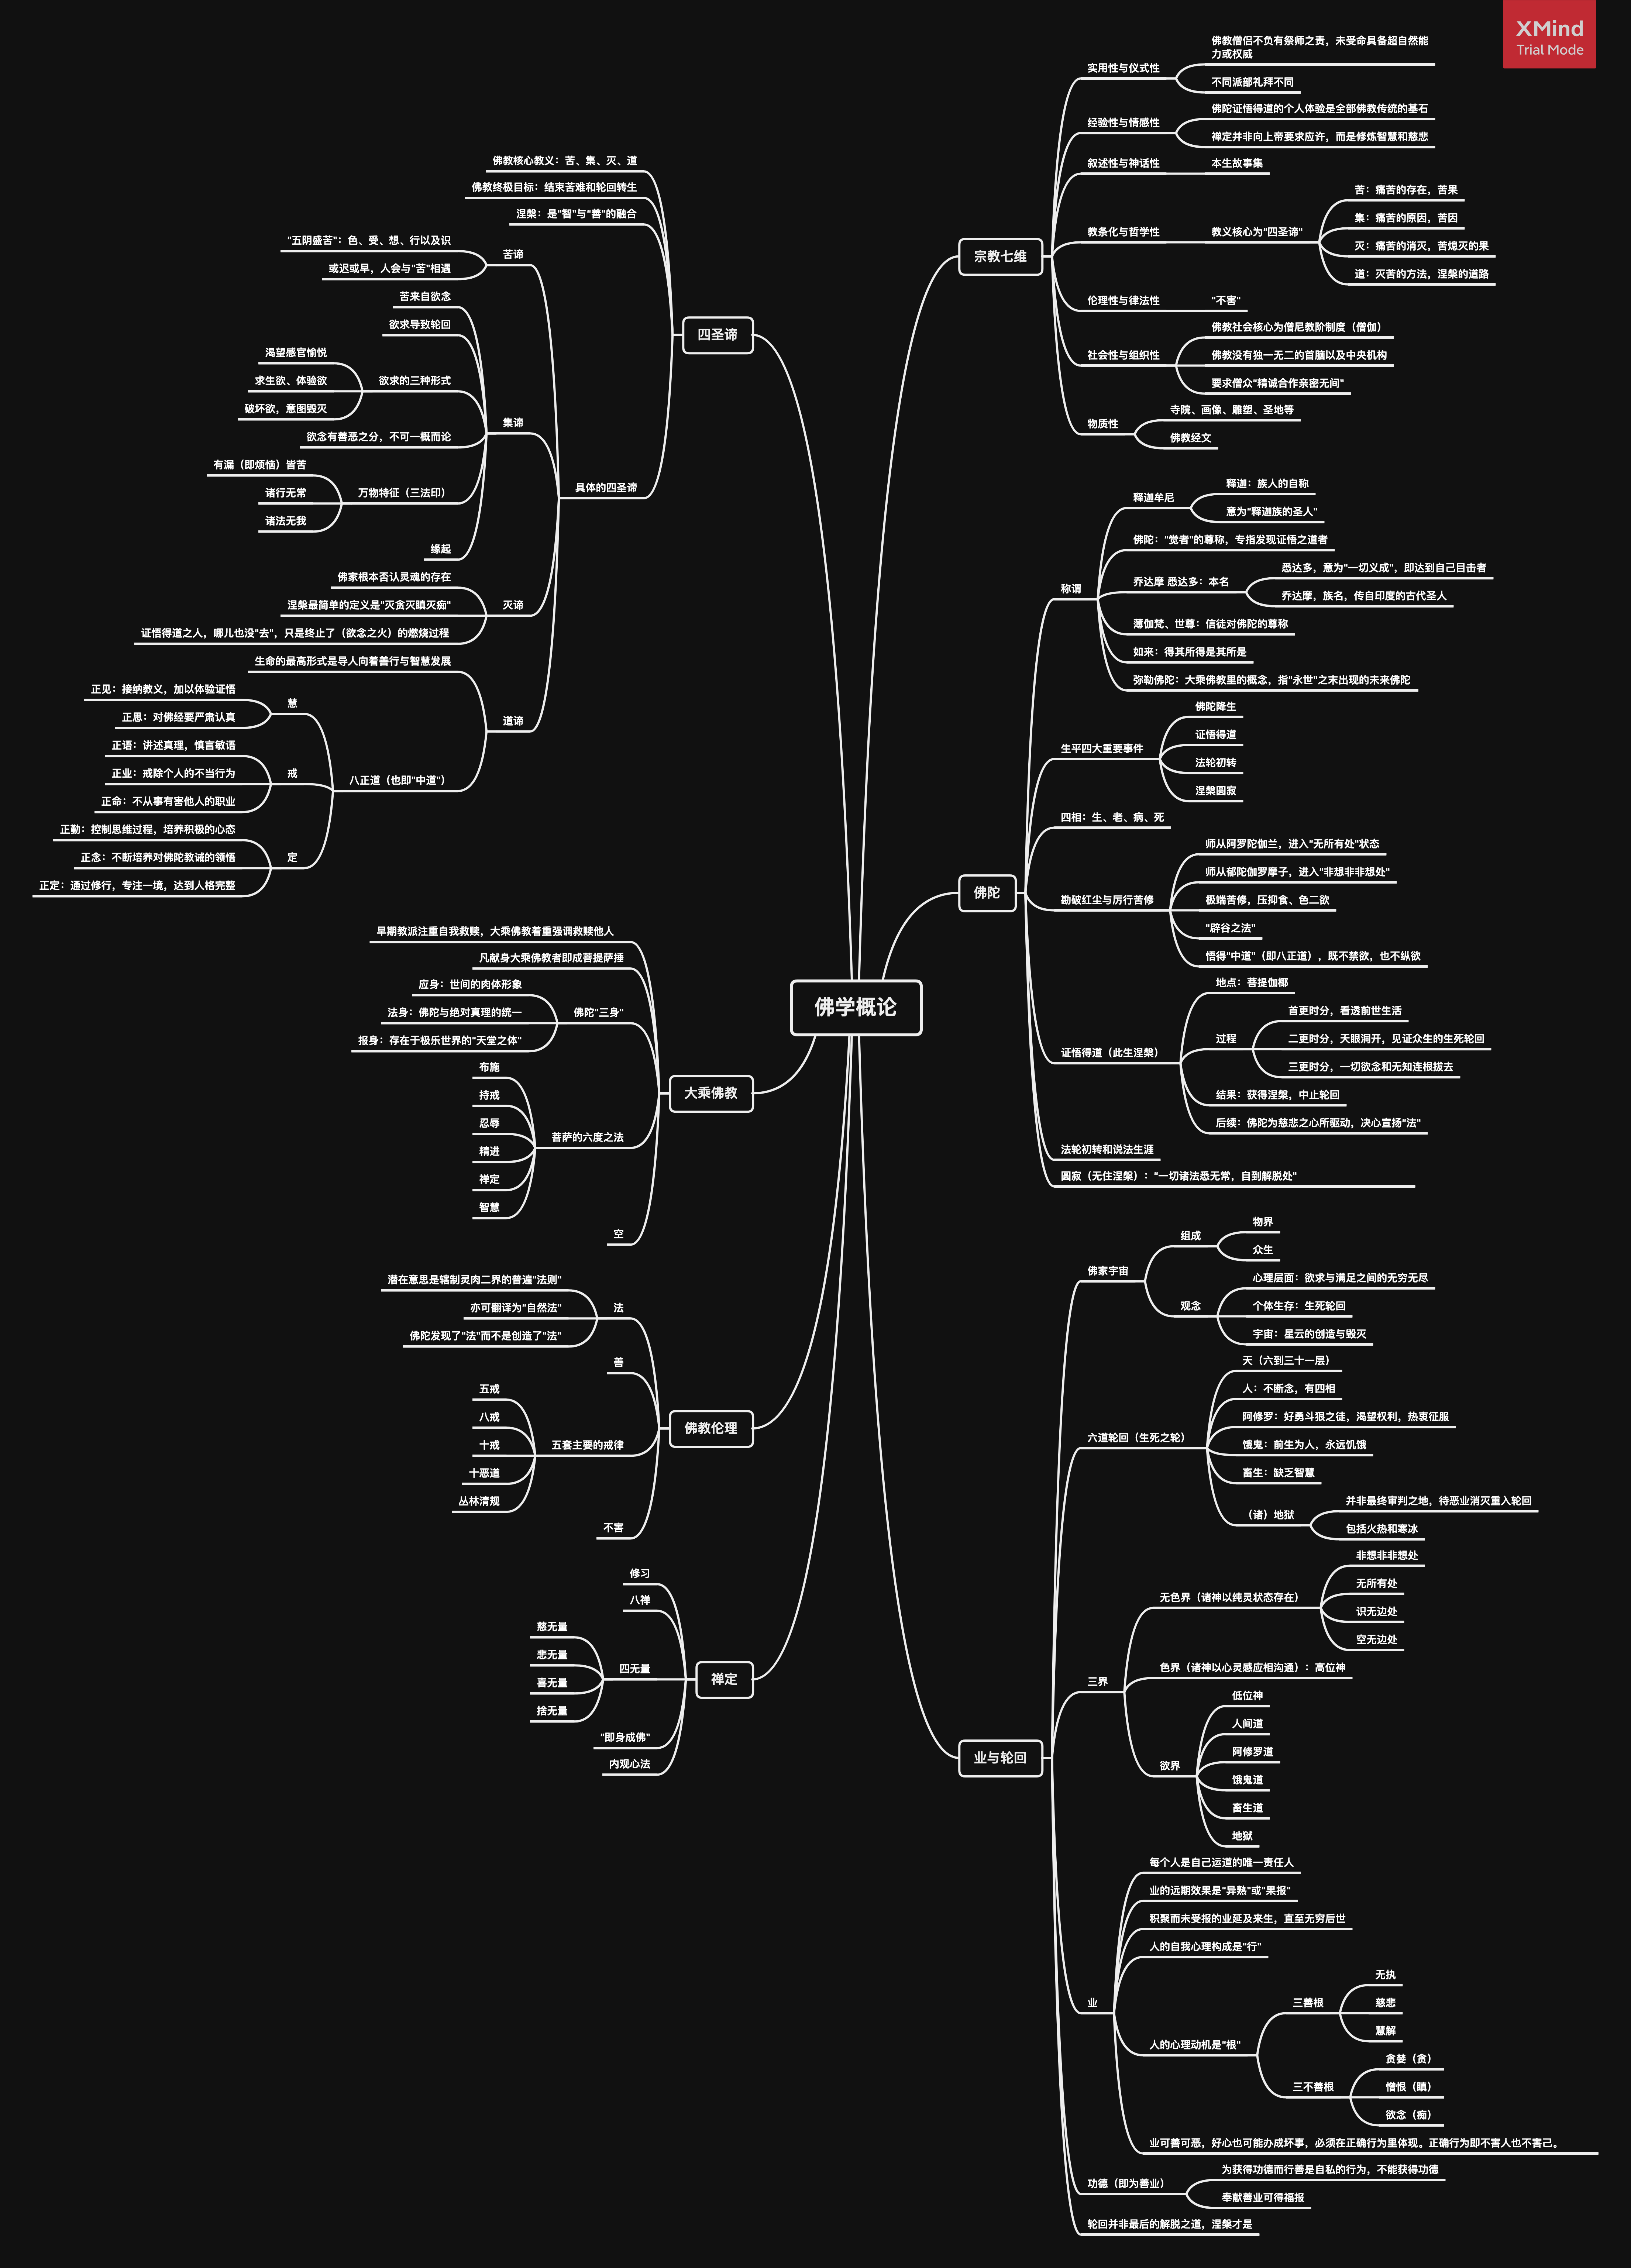 XMind
Trial Mode
佛学概论
宗教七维
实用性与仪式性
佛教僧侣不负有祭师之责，未受命具备超自然能
力或权威
不同派部礼拜不同
经验性与情感性
佛陀证悟得道的个人体验是全部佛教传统的基石
禅定并非向上帝要求应许，而是修炼智慧和慈悲
叙述性与神话性
本生故事集
教条化与哲学性
教义核心为"四圣谛"
苦：痛苦的存在，苦果
集：痛苦的原因，苦因
灭：痛苦的消灭，苦熄灭的果
道：灭苦的方法，涅槃的道路
伦理性与律法性
"不害"
社会性与组织性
佛教社会核心为僧尼教阶制度（僧伽）
佛教没有独一无二的首脑以及中央机构
要求僧众"精诚合作亲密无间"
物质性
寺院、画像、雕塑、圣地等
佛教经文
佛陀
称谓
释迦牟尼
释迦：族人的自称
意为"释迦族的圣人"
佛陀："觉者"的尊称，专指发现证悟之道者
乔达摩 悉达多：本名
悉达多，意为"一切义成"，即达到自己目击者
乔达摩，族名，传自印度的古代圣人
薄伽梵、世尊：信徒对佛陀的尊称
如来：得其所得是其所是
弥勒佛陀：大乘佛教里的概念，指"永世"之末出现的未来佛陀
生平四大重要事件
佛陀降生
证悟得道
法轮初转
涅槃圆寂
四相：生、老、病、死
勘破红尘与厉行苦修
师从阿罗陀伽兰，进入"无所有处"状态
师从郁陀伽罗摩子，进入"非想非非想处"
极端苦修，压抑食、色二欲
"辟谷之法"
悟得"中道"（即八正道），既不禁欲，也不纵欲
证悟得道（此生涅槃）
地点：菩提伽椰
过程
首更时分，看透前世生活
二更时分，天眼洞开，见证众生的生死轮回
三更时分，一切欲念和无知连根拔去
结果：获得涅槃，中止轮回
后续：佛陀为慈悲之心所驱动，决心宣扬"法"
法轮初转和说法生涯
圆寂（无住涅槃）："一切诸法悉无常，自到解脱处"
业与轮回
佛家宇宙
组成
物界
众生
观念
心理层面：欲求与满足之间的无穷无尽
个体生存：生死轮回
宇宙：星云的创造与毁灭
六道轮回（生死之轮）
天（六到三十一层）
人：不断念，有四相
阿修罗：好勇斗狠之徒，渴望权利，热衷征服
饿鬼：前生为人，永远饥饿
畜生：缺乏智慧
（诸）地狱
并非最终审判之地，待恶业消灭重入轮回
包括火热和寒冰
三界
无色界（诸神以纯灵状态存在）
非想非非想处
无所有处
识无边处
空无边处
色界（诸神以心灵感应相沟通）：高位神
欲界
低位神
人间道
阿修罗道
饿鬼道
畜生道
地狱
业
每个人是自己运道的唯一责任人
业的远期效果是"异熟"或"果报"
积聚而未受报的业延及来生，直至无穷后世
人的自我心理构成是"行"
人的心理动机是"根"
三善根
无执
慈悲
慧解
三不善根
贪婪（贪）
憎恨（瞋）
欲念（痴）
业可善可恶，好心也可能办成坏事，必须在正确行为里体现。正确行为即不害人也不害己。
功德（即为善业）
为获得功德而行善是自私的行为，不能获得功德
奉献善业可得福报
轮回并非最后的解脱之道，涅槃才是
四圣谛
佛教核心教义：苦、集、灭、道
佛教终极目标：结束苦难和轮回转生
涅槃：是"智"与"善"的融合
具体的四圣谛
苦谛
"五阴盛苦"：色、受、想、行以及识
或迟或早，人会与"苦"相遇
集谛
苦来自欲念
欲求导致轮回
欲求的三种形式
渴望感官愉悦
求生欲、体验欲
破坏欲，意图毁灭
欲念有善恶之分，不可一概而论
万物特征（三法印）
有漏（即烦恼）皆苦
诸行无常
诸法无我
缘起
灭谛
佛家根本否认灵魂的存在
涅槃最简单的定义是"灭贪灭瞋灭痴"
证悟得道之人，哪儿也没"去"，只是终止了（欲念之火）的燃烧过程
道谛
生命的最高形式是导人向着善行与智慧发展
八正道（也即"中道"）
慧
正见：接纳教义，加以体验证悟
正思：对佛经要严肃认真
戒
正语：讲述真理，慎言敏语
正业：戒除个人的不当行为
正命：不从事有害他人的职业
定
正勤：控制思维过程，培养积极的心态
正念：不断培养对佛陀教诫的领悟
正定：通过修行，专注一境，达到人格完整
大乘佛教
早期教派注重自我救赎，大乘佛教着重强调救赎他人
凡献身大乘佛教者即成菩提萨捶
佛陀"三身"
应身：世间的肉体形象
法身：佛陀与绝对真理的统一
报身：存在于极乐世界的"天堂之体"
菩萨的六度之法
布施
持戒
忍辱
精进
禅定
智慧
空
佛教伦理
法
潜在意思是辖制灵肉二界的普遍"法则"
亦可翻译为"自然法"
佛陀发现了"法"而不是创造了"法"
善
五套主要的戒律
五戒
八戒
十戒
十恶道
丛林清规
不害
禅定
修习
八禅
四无量
慈无量
悲无量
喜无量
捨无量
"即身成佛"
内观心法